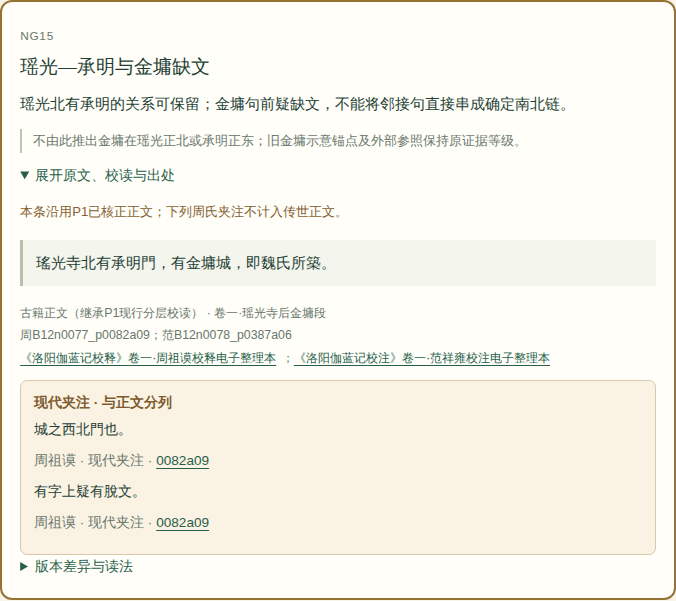 NG15
瑶光—承明与金墉缺文
瑶光北有承明的关系可保留；金墉句前疑缺文，不能将邻接句直接串成确定南北链。
不由此推出金墉在瑶光正北或承明正东；旧金墉示意锚点及外部参照保持原证据等级。
▼ 展开原文、校读与出处
本条沿用P1已核正正文；下列周氏夹注不计入传世正文。
瑤光寺北有承明門，有金墉城，即魏氏所築。
古籍正文（继承P1现行分层校读） · 卷一·瑶光寺后金墉段
周B12n0077_p0082a09；范B12n0078_p0387a06
《洛阳伽蓝记校释》卷一·周祖谟校释电子整理本 ；《洛阳伽蓝记校注》卷一·范祥雍校注电子整理本
现代夹注 · 与正文分列
城之西北門也。
周祖谟 · 现代夹注 · 0082a09
有字上疑有脫文。
周祖谟 · 现代夹注 · 0082a09
▶ 版本差异与读法